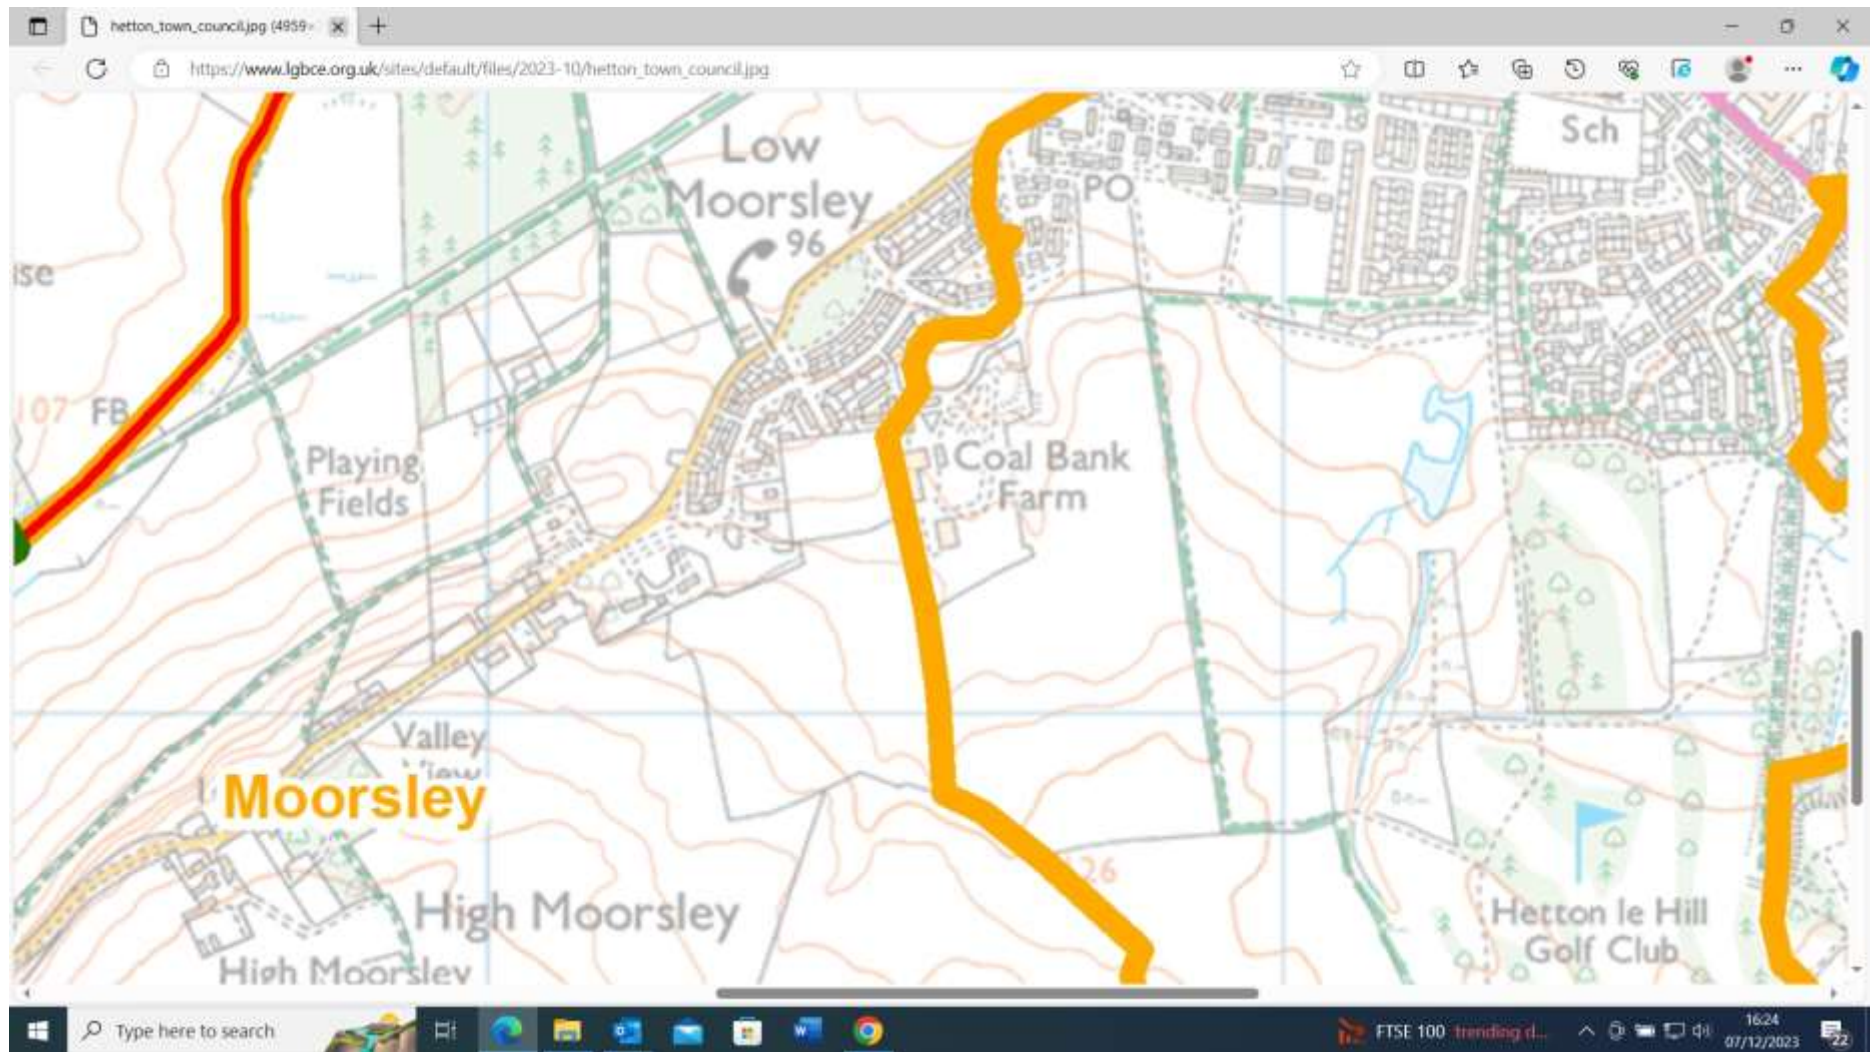 hetton_town_council.jpg (4959×
https://www.lgbce.org.uk/sites/default/files/2023-10/hetton_town_council.jpg
Low
Moorsley
96
PO
Sch
ise
107
FB
Playing
Fields
Coal Bank
Farm
Valley
View
Moorsley
126
High Moorsley
High Moorsley
Hetton le Hill
Golf Club
Type here to search
FTSE 100 trending d...
16:24
07/12/2023
22